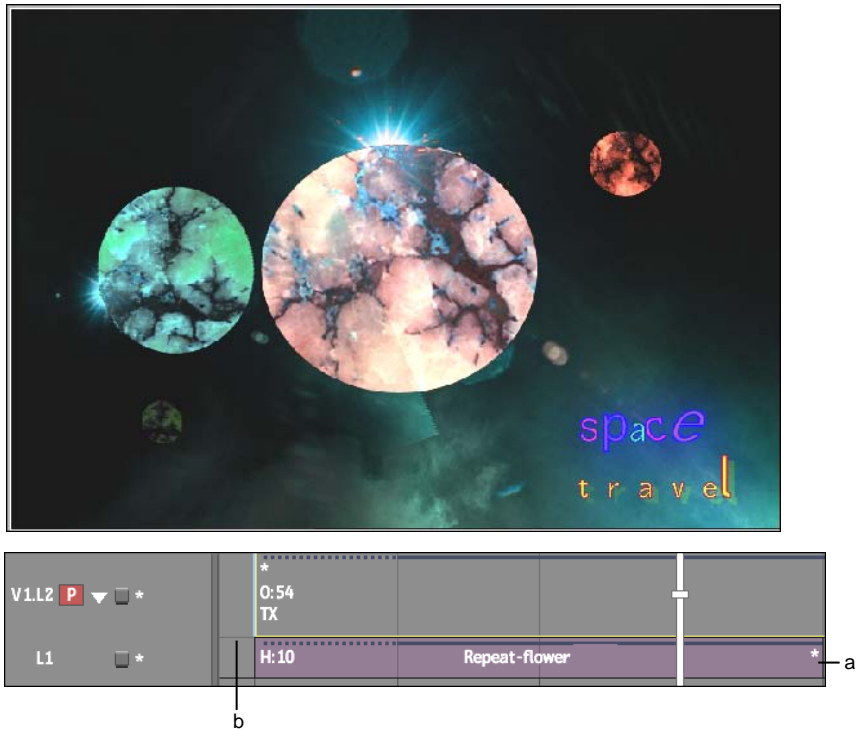 space
travel
*
V1.L2 P *
0:54
TX
L1 *
H:10 Repeat-flower *
a
b